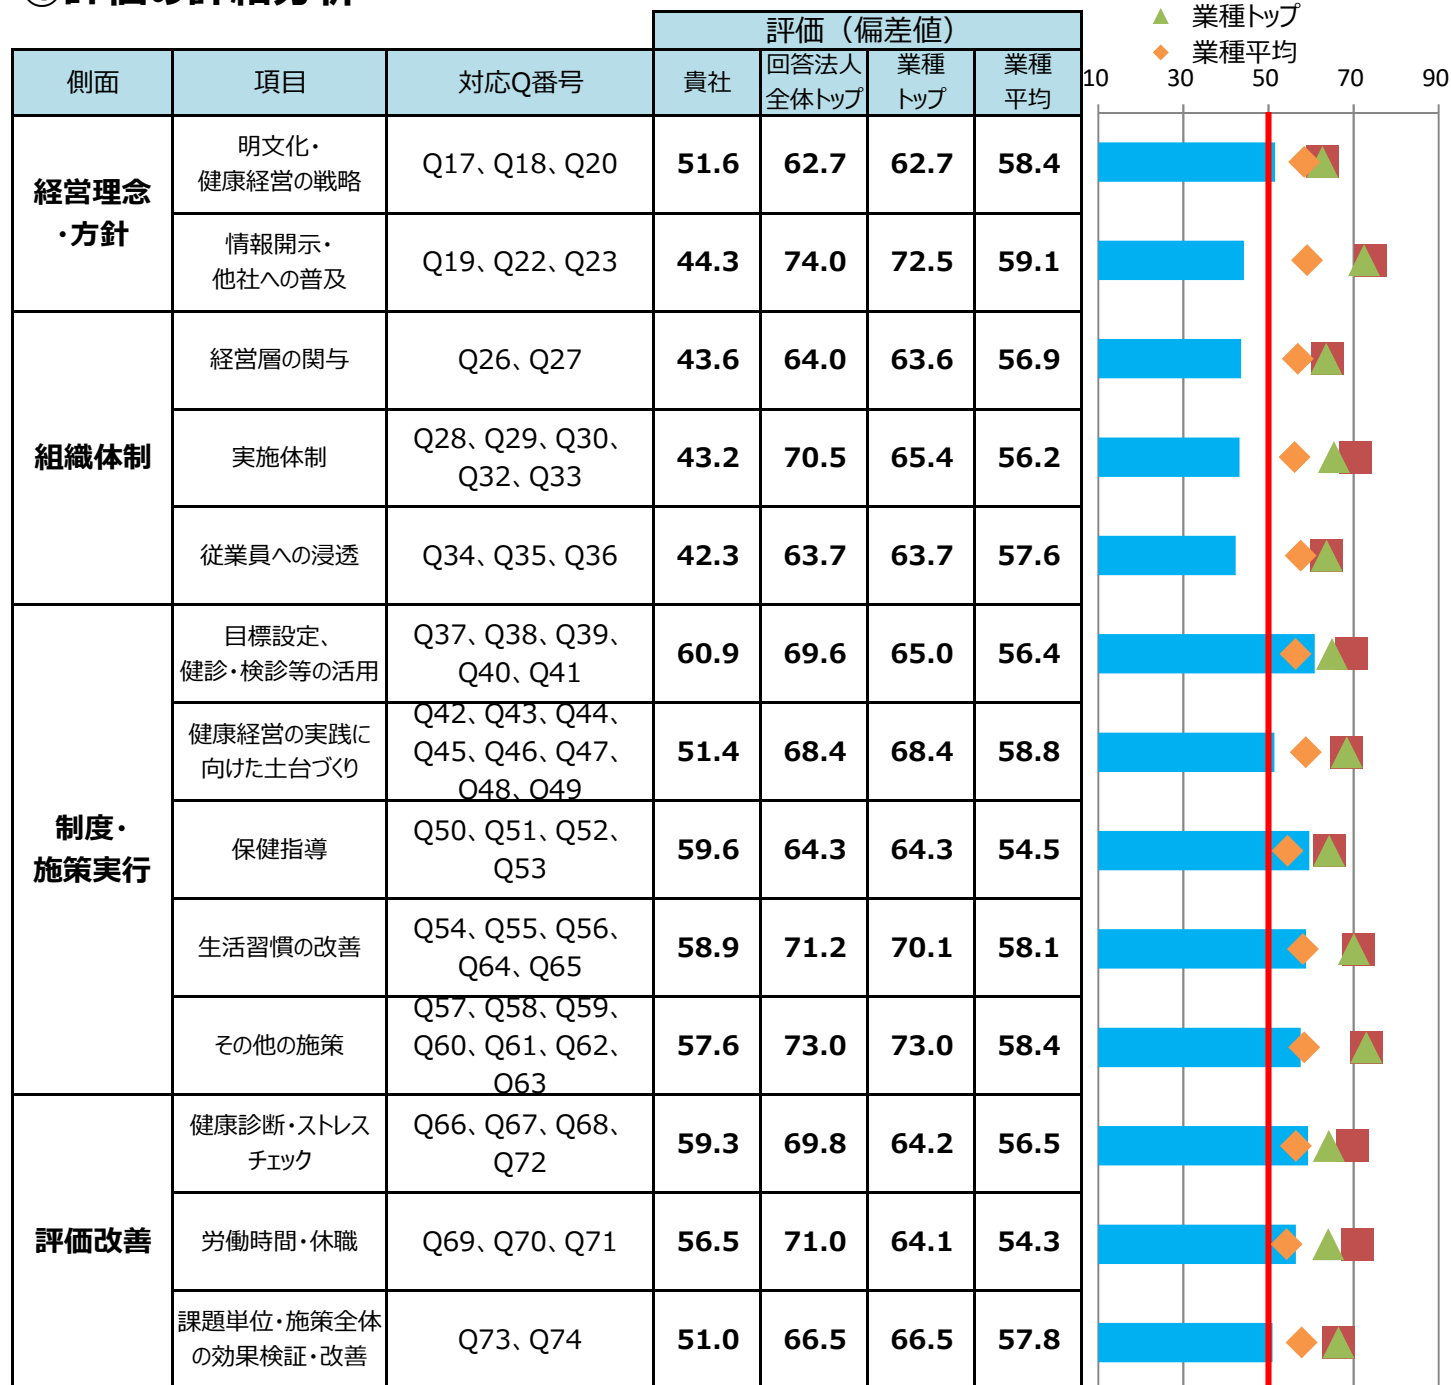 ③評価の詳細分析
評価（偏差値）
側面 項目 対応Q番号 貴社 回答法人 全体トップ 業種 トップ 業種 平均
▲ 業種トップ
◆ 業種平均
10 30 50 70 90
経営理念
・方針
明文化・
健康経営の戦略
Q17、Q18、Q20 51.6 62.7 62.7 58.4
情報開示・
他社への普及
Q19、Q22、Q23 44.3 74.0 72.5 59.1
組織体制
経営層の関与 Q26、Q27 43.6 64.0 63.6 56.9
実施体制
Q28、Q29、Q30、
Q32、Q33
43.2 70.5 65.4 56.2
従業員への浸透 Q34、Q35、Q36 42.3 63.7 63.7 57.6
制度・
施策実行
目標設定、
健診・検診等の活用
Q37、Q38、Q39、
Q40、Q41
60.9 69.6 65.0 56.4
健康経営の実践に
向けた土台づくり
Q42、Q43、Q44、
Q45、Q46、Q47、
Q48、Q49
51.4 68.4 68.4 58.8
保健指導
Q50、Q51、Q52、
Q53
59.6 64.3 64.3 54.5
生活習慣の改善
Q54、Q55、Q56、
Q64、Q65
58.9 71.2 70.1 58.1
その他の施策
Q57、Q58、Q59、
Q60、Q61、Q62、
Q63
57.6 73.0 73.0 58.4
評価改善
健康診断・ストレス
チェック
Q66、Q67、Q68、
Q72
59.3 69.8 64.2 56.5
労働時間・休職 Q69、Q70、Q71 56.5 71.0 64.1 54.3
課題単位・施策全体
の効果検証・改善
Q73、Q74 51.0 66.5 66.5 57.8